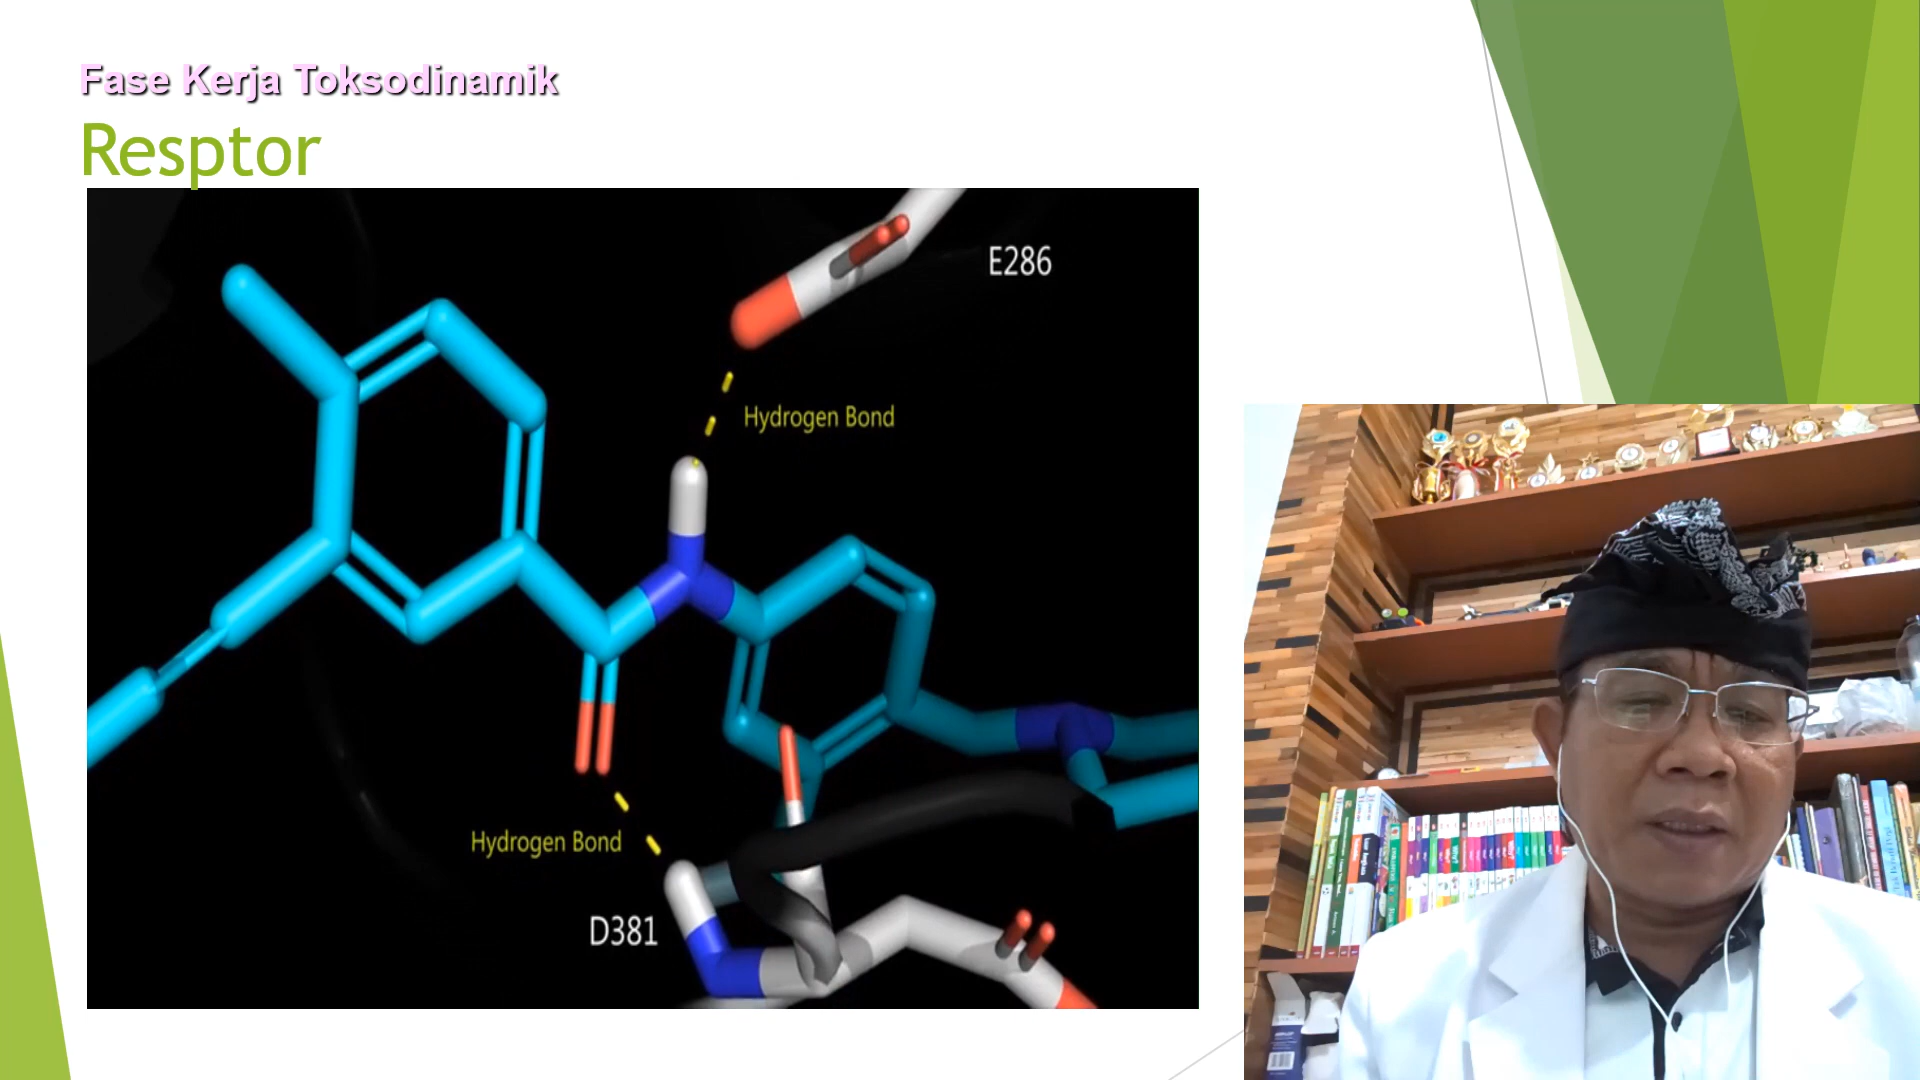 Fase Kerja Toksodinamik
Resptor
E286
Hydrogen Bond
Hydrogen Bond
D381